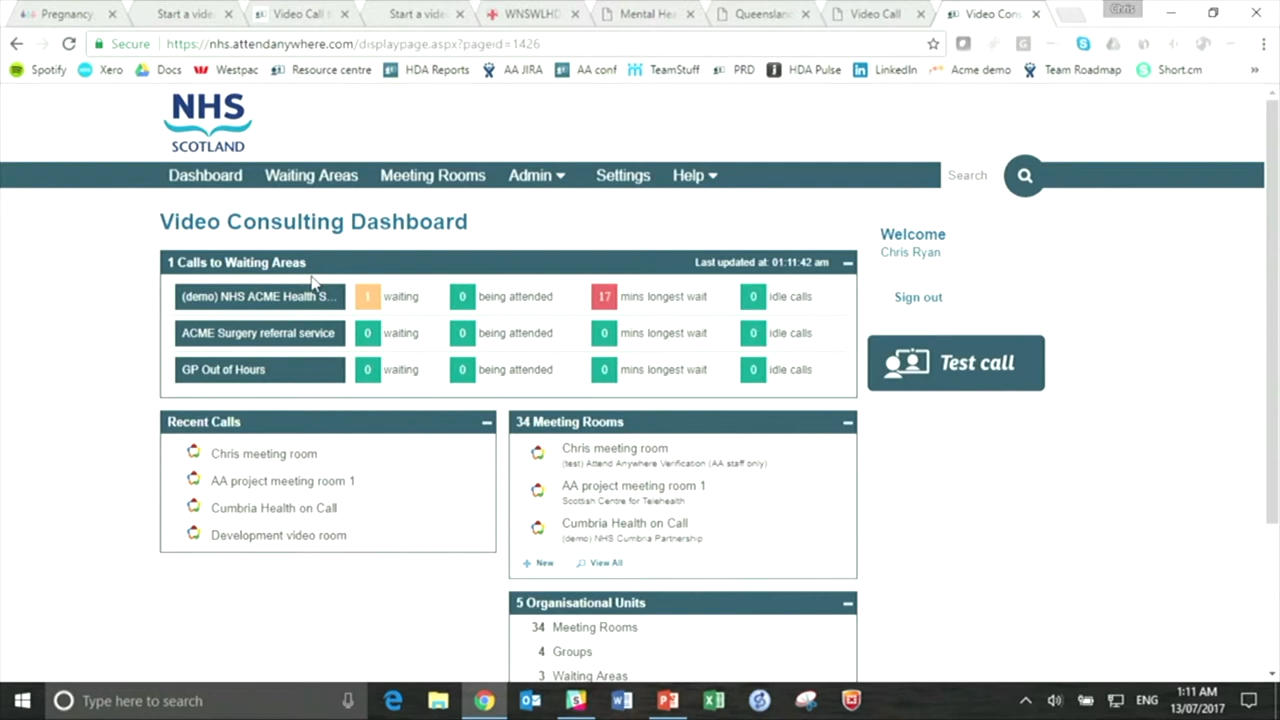 Pregnancy
Start a vide
Video Call t
Start a vide
WNSWLHD
Mental Hea
Queenslan
Video Call
Video Cons
Chris
Secure
https://nhs.attendanywhere.com/displaypage.aspx?pageid=1426
Spotify
Xero
Docs
Westpac
Resource centre
HDA Reports
AA JIRA
AA conf
TeamStuff
PRD
HDA Pulse
LinkedIn
Acme demo
Team Roadmap
Short.cm
»
NHS
SCOTLAND
Dashboard
Waiting Areas
Meeting Rooms
Admin
Settings
Help
Search
Video Consulting Dashboard
Welcome
Chris Ryan
Sign out
Test call
1 Calls to Waiting Areas
Last updated at: 01:11:42 am
(demo) NHS ACME Health S... 1 waiting 0 being attended 17 mins longest wait 0 idle calls
ACME Surgery referral service 0 waiting 0 being attended 0 mins longest wait 0 idle calls
GP Out of Hours 0 waiting 0 being attended 0 mins longest wait 0 idle calls
Recent Calls
Chris meeting room
AA project meeting room 1
Cumbria Health on Call
Development video room
34 Meeting Rooms
Chris meeting room
(test) Attend Anywhere Verification (AA staff only)
AA project meeting room 1
Scottish Centre for Telehealth
Cumbria Health on Call
(demo) NHS Cumbria Partnership
New
View All
5 Organisational Units
34 Meeting Rooms
4 Groups
3 Waiting Areas
Type here to search
ENG
1:11 AM
13/07/2017